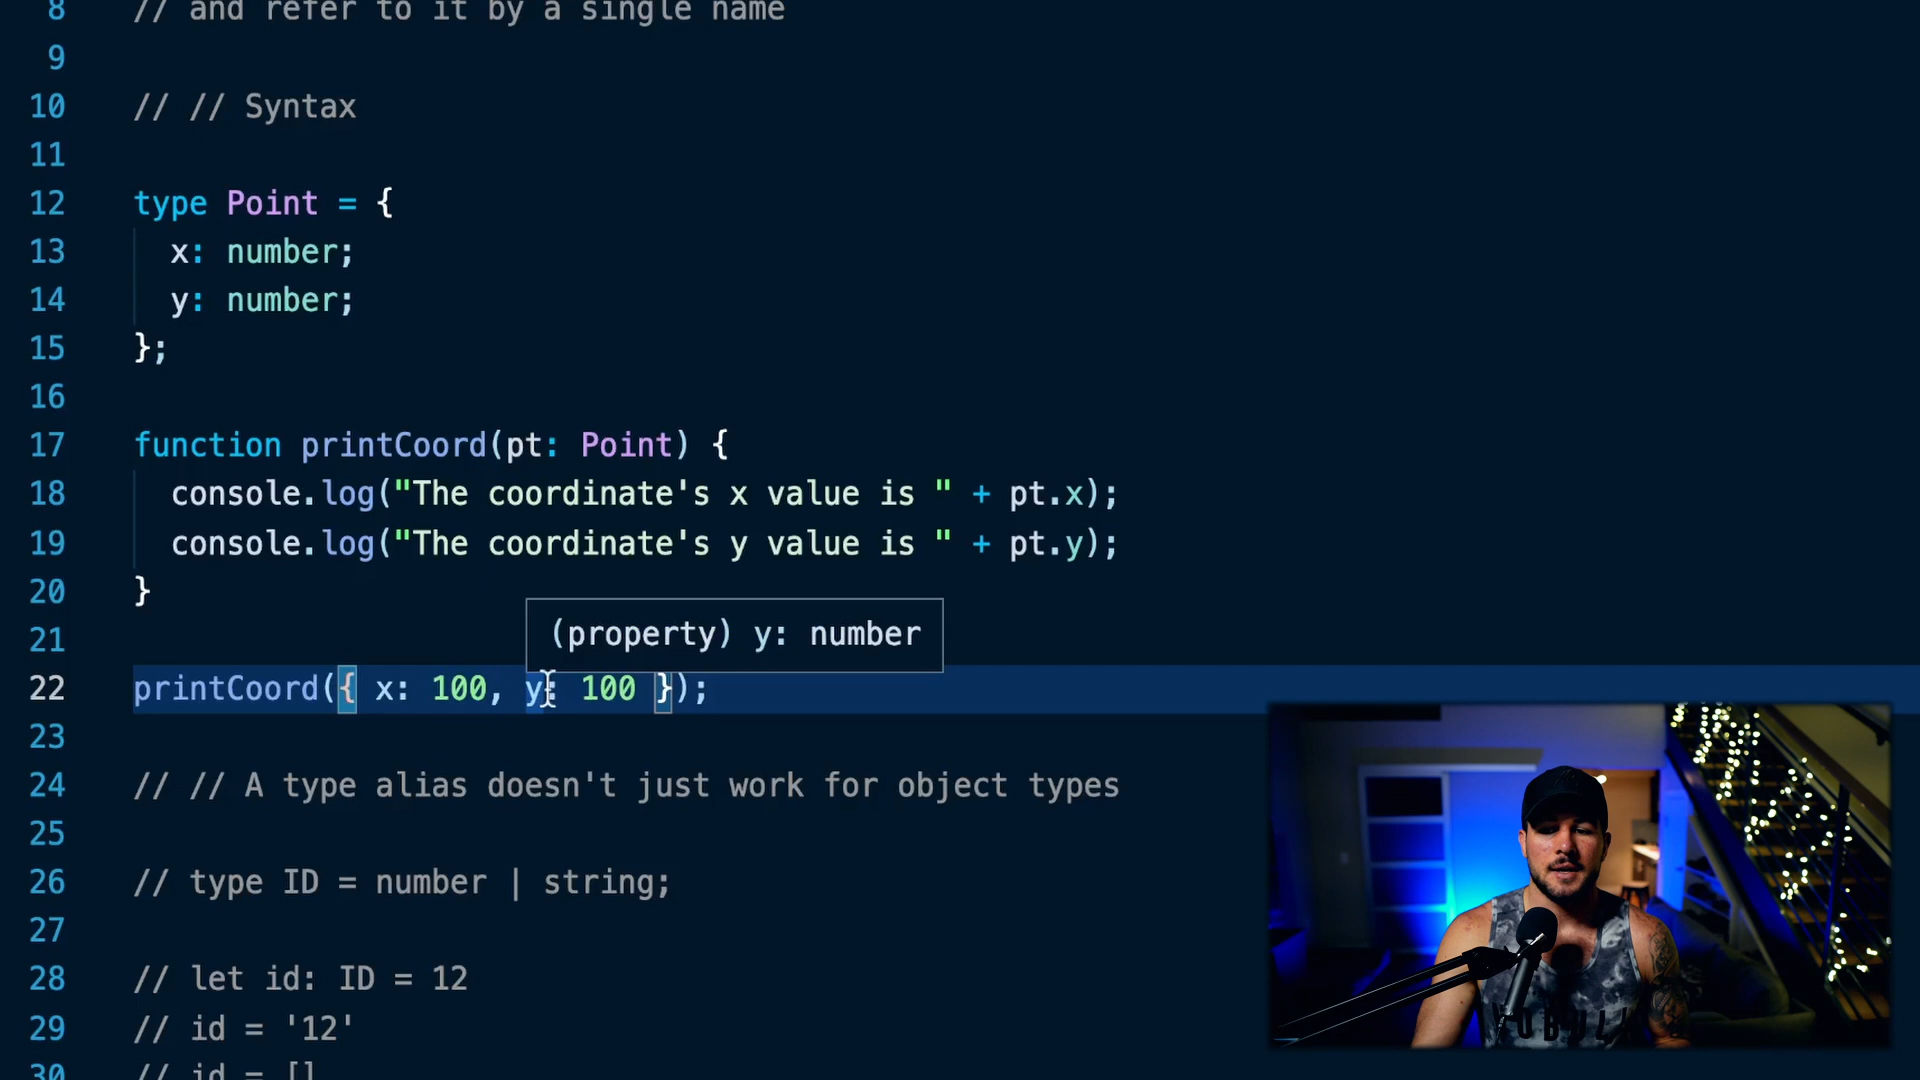 8 // and refer to it by a single name
9
10 // // Syntax
11
12 type Point = {
13 x: number;
14 y: number;
15 };
16
17 function printCoord(pt: Point) {
18 console.log("The coordinate's x value is " + pt.x);
19 console.log("The coordinate's y value is " + pt.y);
20 }
21
(property) y: number
22 printCoord({ x: 100, y: 100 });
23
24 // // A type alias doesn't just work for object types
25
26 // type ID = number | string;
27
28 // let id: ID = 12
29 // id = '12'
30 // id = []